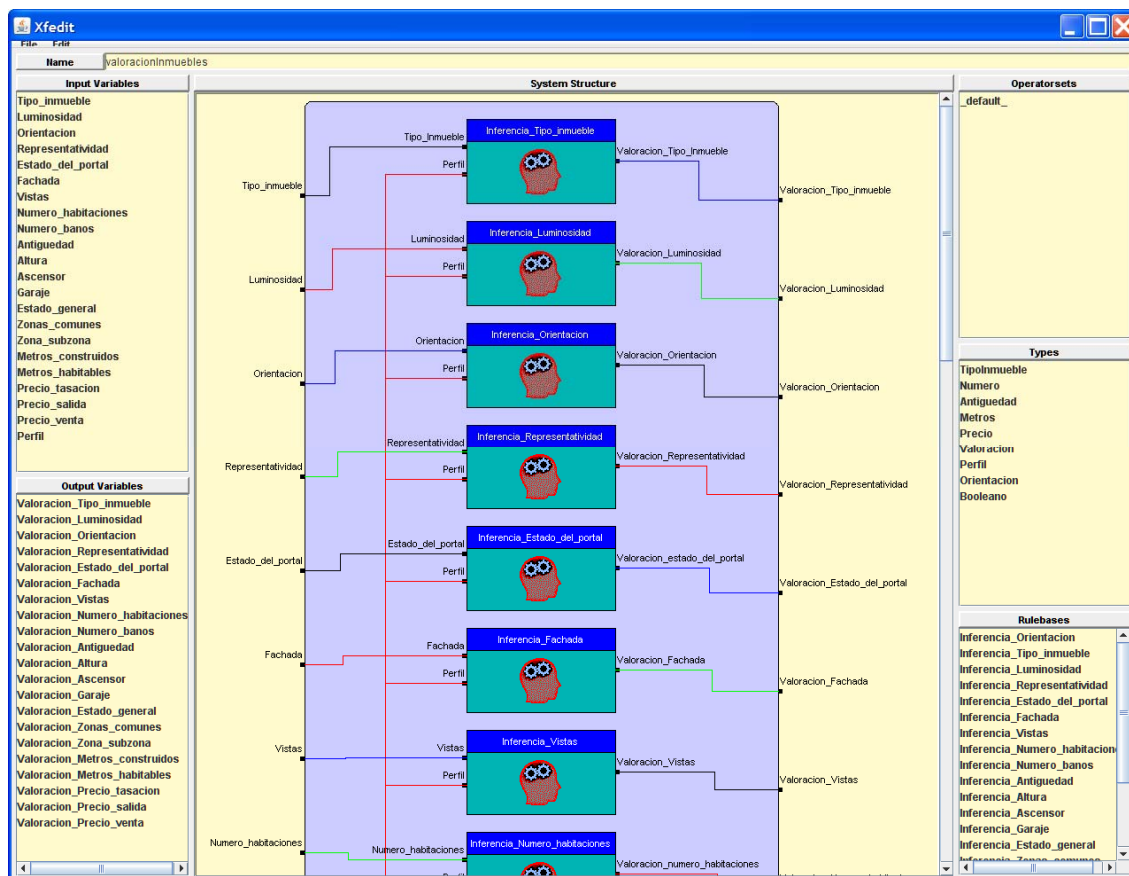 Xfedit
File Edit
Name valoracionInmuebles
Input Variables
Tipo_inmueble
Luminosidad
Orientacion
Representatividad
Estado_del_portal
Fachada
Vistas
Numero_habitaciones
Numero_banos
Antiguedad
Altura
Ascensor
Garaje
Estado_general
Zonas_comunes
Zona_subzona
Metros_construidos
Metros_habitables
Precio_tasacion
Precio_salida
Precio_venta
Perfil
Output Variables
Valoracion_Tipo_inmueble
Valoracion_Luminosidad
Valoracion_Orientacion
Valoracion_Representatividad
Valoracion_Estado_del_portal
Valoracion_Fachada
Valoracion_Vistas
Valoracion_Numero_habitaciones
Valoracion_Numero_banos
Valoracion_Antiguedad
Valoracion_Altura
Valoracion_Ascensor
Valoracion_Garaje
Valoracion_Estado_general
Valoracion_Zonas_comunes
Valoracion_Zona_subzona
Valoracion_Metros_construidos
Valoracion_Metros_habitables
Valoracion_Precio_tasacion
Valoracion_Precio_salida
Valoracion_Precio_venta
System Structure
Inferencia_Tipo_inmueble
Tipo_Inmueble
Valoracion_Tipo_Inmueble
Perfil
Tipo_inmueble
Valoracion_Tipo_inmueble
Inferencia_Luminosidad
Luminosidad
Valoracion_Luminosidad
Perfil
Luminosidad
Valoracion_Luminosidad
Inferencia_Orientacion
Orientacion
Valoracion_Orientacion
Perfil
Orientacion
Valoracion_Orientacion
Inferencia_Representatividad
Representatividad
Valoracion_Representatividad
Perfil
Representatividad
Valoracion_Representatividad
Inferencia_Estado_del_portal
Estado_del_portal
Valoracion_estado_del_portal
Perfil
Estado_del_portal
Valoracion_Estado_del_portal
Inferencia_Fachada
Fachada
Valoracion_Fachada
Perfil
Fachada
Valoracion_Fachada
Inferencia_Vistas
Vistas
Valoracion_Vistas
Perfil
Vistas
Valoracion_Vistas
Inferencia_Numero_habitaciones
Numero_habitaciones
Numero_habitaciones
Valoracion_numero_habitaciones
Perfil
Operatorsets
_default_
Types
TipoInmueble
Numero
Antiguedad
Metros
Precio
Valoracion
Perfil
Orientacion
Booleano
Rulebases
Inferencia_Orientacion
Inferencia_Tipo_inmueble
Inferencia_Luminosidad
Inferencia_Representatividad
Inferencia_Estado_del_portal
Inferencia_Fachada
Inferencia_Vistas
Inferencia_Numero_habitacione
Inferencia_Numero_banos
Inferencia_Antiguedad
Inferencia_Altura
Inferencia_Ascensor
Inferencia_Garaje
Inferencia_Estado_general
Inferencia_Zonas_comunes